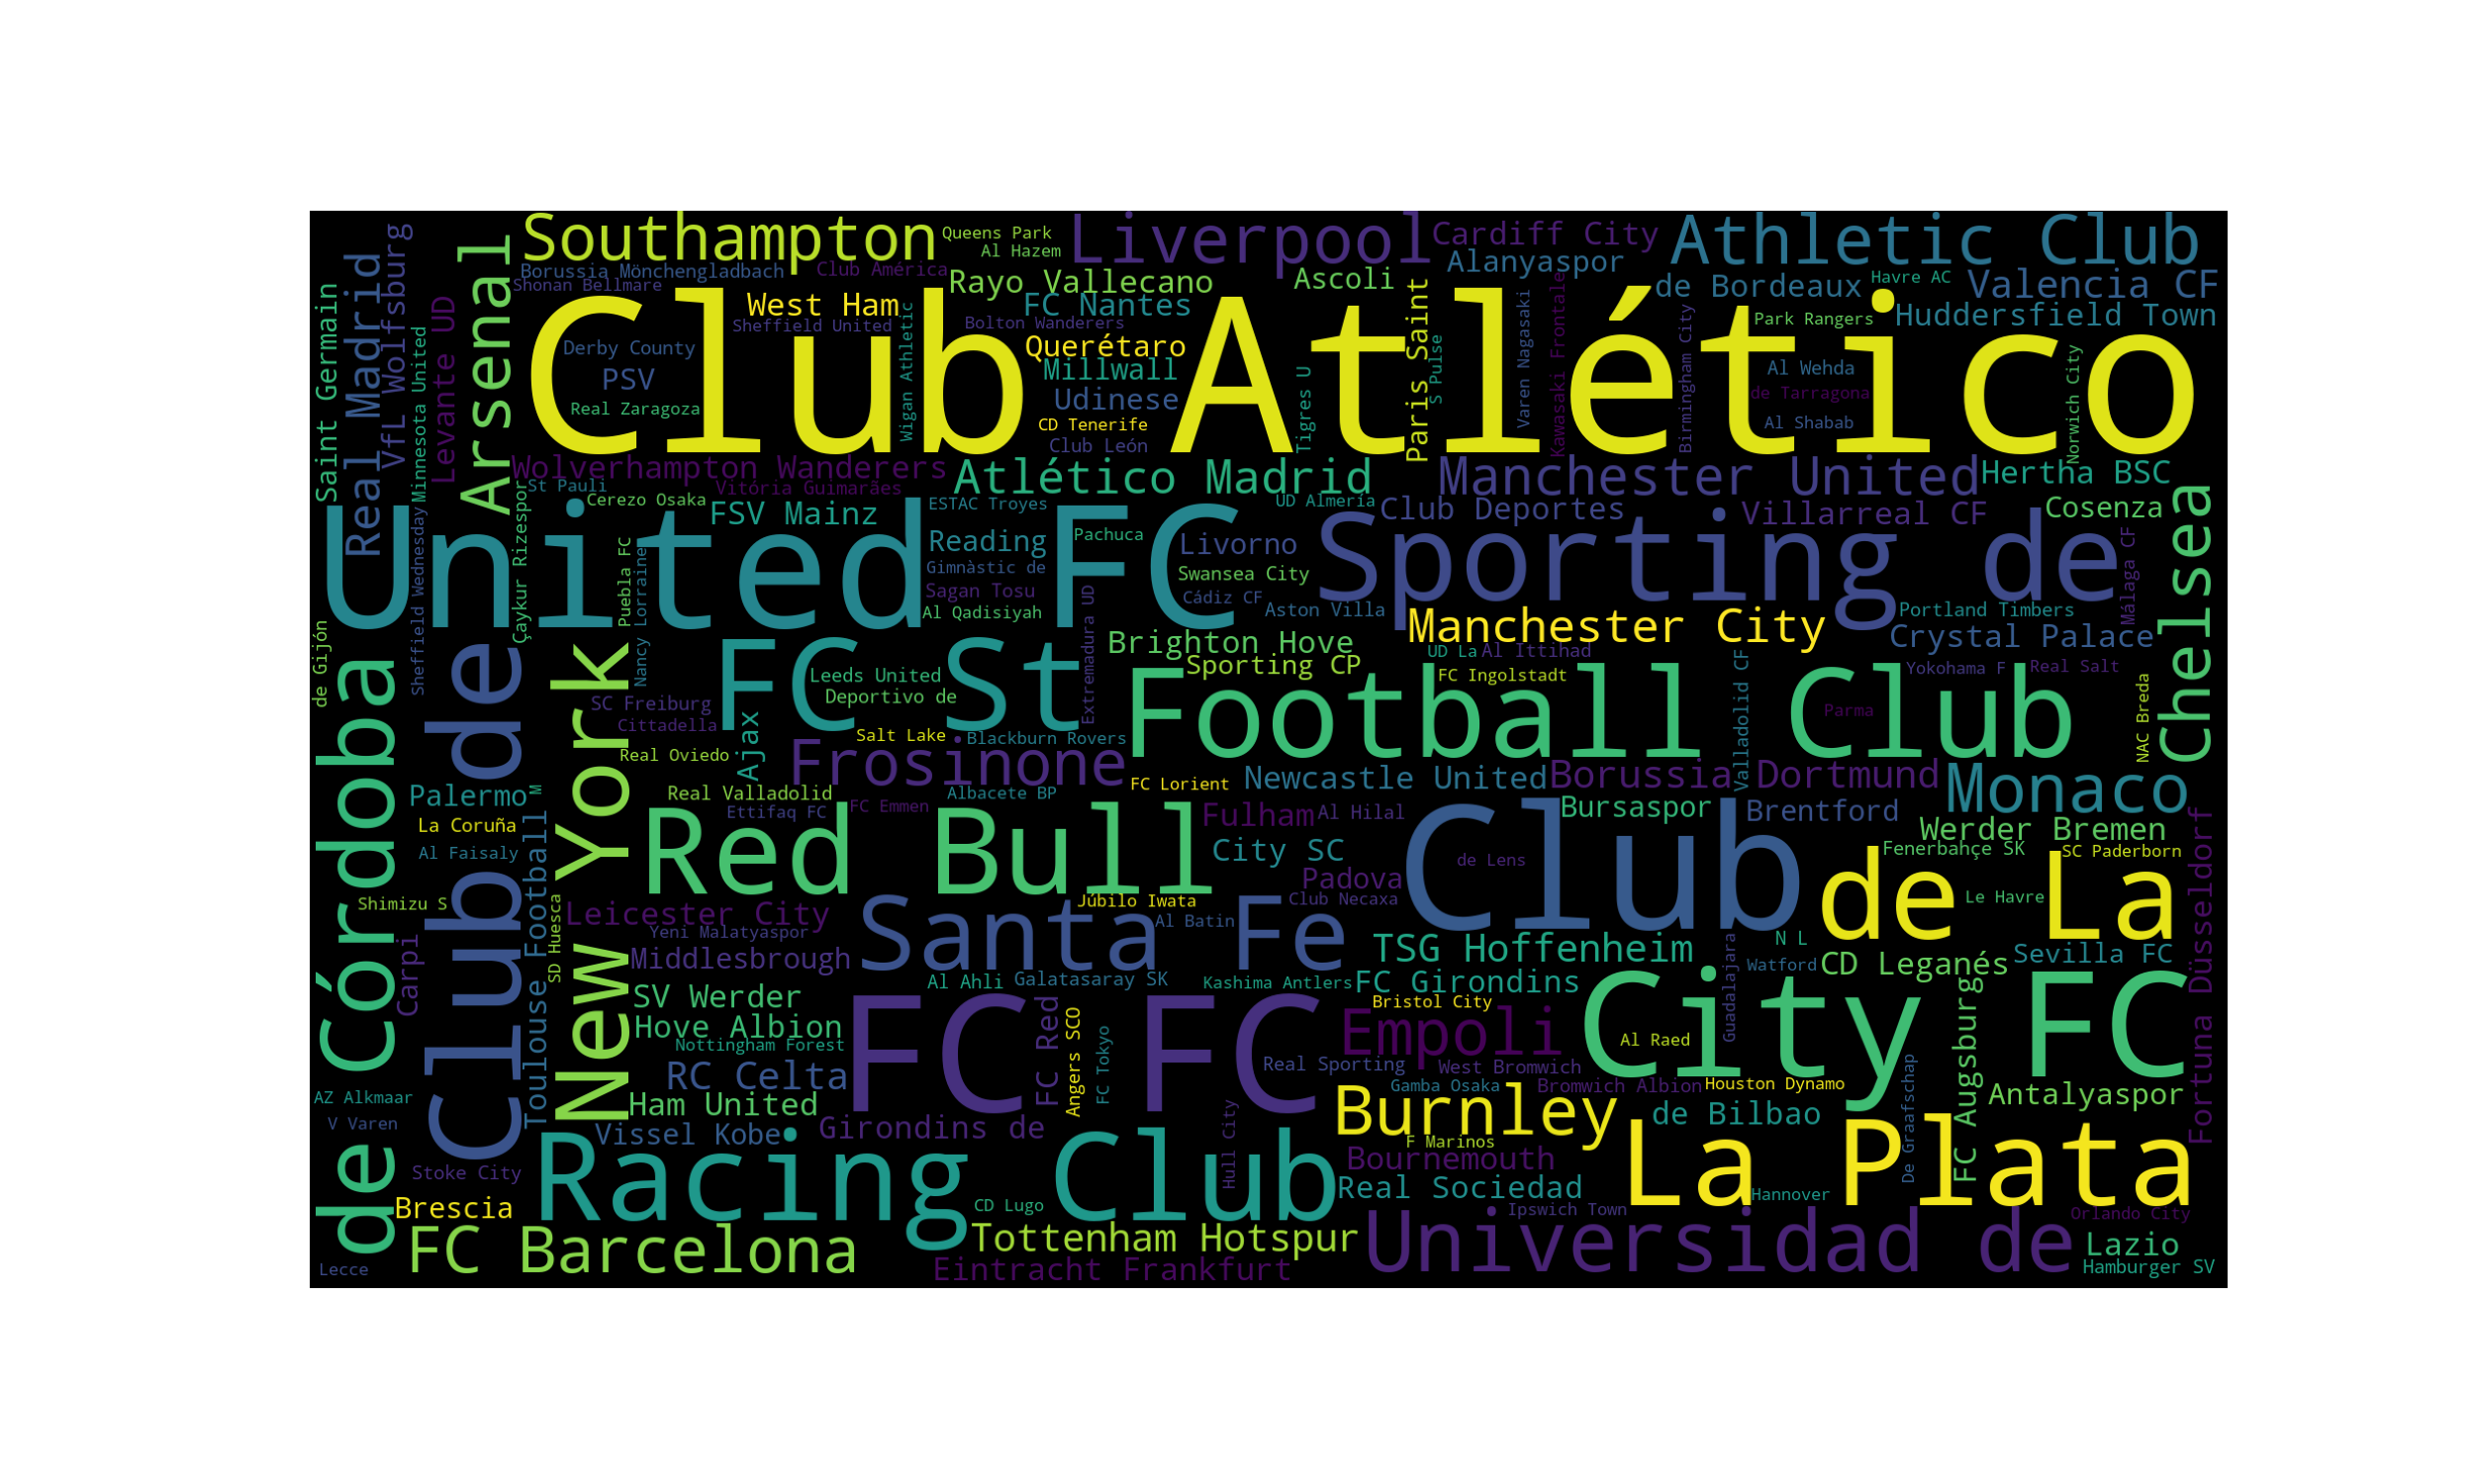 Southampton
Queens Park
Al Hazem
Liverpool
Cardiff City
Athletic Club
Borussia Mönchengladbach
Club América
Shonan Bellmare
Rayo Vallecano
Ascoli
Alanyaspor
de Bordeaux
Havre AC
Valencia CF
West Ham
FC Nantes
Park Rangers
Huddersfield Town
Sheffield United
Bolton Wanderers
Saint Germain
Real Madrid
VfL Wolfsburg
Minnesota United
Levante UD
Arsenal
Club Atlético
Derby County
PSV
Real Zaragoza
Wigan Athletic
Querétaro
Millwall
Udinese
CD Tenerife
Club León
Tigres U
Paris Saint
S Pulse
Varen Nagasaki
Kawasaki Frontale
Birmingham City
Al Wehda
de Tarragona
Al Shabab
Norwich City
Wolverhampton Wanderers
Atlético Madrid
Manchester United
Hertha BSC
St Pauli
Vitória Guimarães
Cerezo Osaka
FSV Mainz
ESTAC Troyes
UD Almería
Club Deportes
Villarreal CF
Cosenza
Chelsea
United FC
Sporting de
Reading
Pachuca
Livorno
Gimnàstic de
Swansea City
Sagan Tosu
Cádiz CF
Al Qadisiyah
Aston Villa
Málaga CF
Sheffield Wednesday
Çaykur Rizespor
Puebla FC
Nancy Lorraine
Extremadura UD
Manchester City
Portland Timbers
Crystal Palace
de Gijón
de Córdoba
Club de
New York
FC St
Leeds United
Deportivo de
Brighton Hove
Sporting CP
UD La
Al Ittihad
FC Ingolstadt
Yokohama F
Real Salt
Football Club
Valladolid CF
Parma
NAC Breda
SC Freiburg
Cittadella
Ajax
Real Oviedo
Salt Lake
Blackburn Rovers
Frosinone
FC Lorient
Newcastle United
Borussia Dortmund
Monaco
Palermo
M
La Coruña
Al Faisaly
Toulouse Football
Real Valladolid
Ettifaq FC
FC Emmen
Albacete BP
Fulham
Al Hilal
Bursaspor
Brentford
Werder Bremen
Fenerbahçe SK
SC Paderborn
Fortuna Düsseldorf
Red Bull
City SC
Club
de Lens
de La
Padova
Le Havre
Shimizu S
Carpi
SD Huesca
Leicester City
Yeni Malatyaspor
Middlesbrough
Santa Fe
Júbilo Iwata
Al Batin
Club Necaxa
TSG Hoffenheim
N L
Watford
Guadalajara
CD Leganés
Sevilla FC
Al Ahli
Galatasaray SK
Kashima Antlers
FC Girondins
SV Werder
Hove Albion
Nottingham Forest
FC FC
FC Red
Angers SCO
FC Tokyo
Bristol City
Empoli
City FC
Al Raed
Real Sporting
West Bromwich
RC Celta
Gamba Osaka
Bromwich Albion
Houston Dynamo
De Graafschap
FC Augsburg
Antalyaspor
AZ Alkmaar
V Varen
Ham United
Vissel Kobe
Girondins de
Hull City
Burnley
de Bilbao
F Marinos
Bournemouth
Stoke City
Racing Club
La Plata
Real Sociedad
Hannover
Brescia
CD Lugo
Ipswich Town
Orlando City
FC Barcelona
Tottenham Hotspur
Universidad de
Lazio
Lecce
Eintracht Frankfurt
Hamburger SV